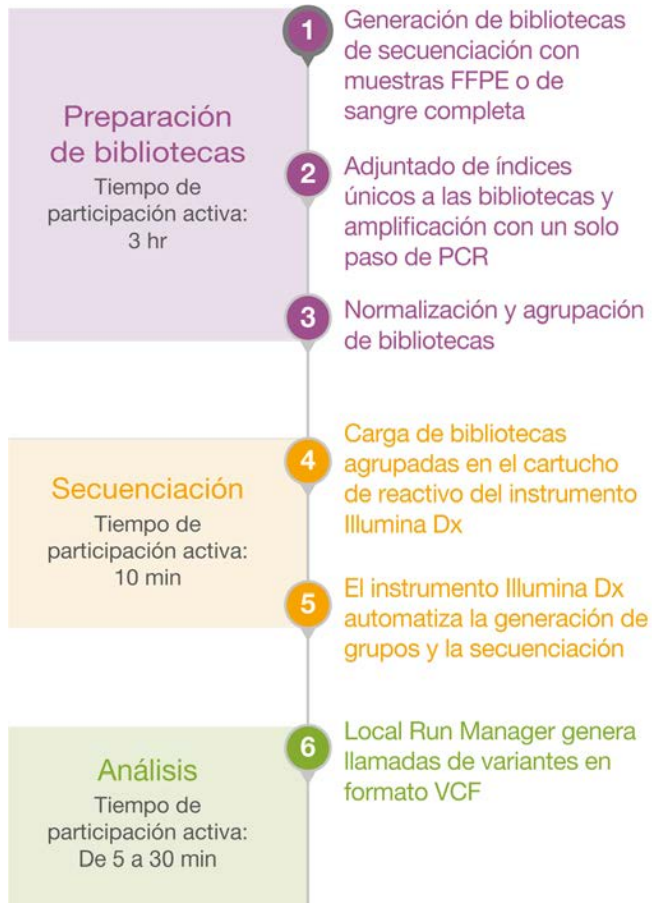 Preparación
de bibliotecas
Tiempo de
participación activa:
3 hr
1
Generación de bibliotecas
de secuenciación con
muestras FFPE o de
sangre completa
2
Adjuntado de índices
únicos a las bibliotecas y
amplificación con un solo
paso de PCR
3
Normalización y agrupación
de bibliotecas
Secuenciación
Tiempo de
participación activa:
10 min
4
Carga de bibliotecas
agrupadas en el cartucho
de reactivo del instrumento
Illumina Dx
5
El instrumento Illumina Dx
automatiza la generación de
grupos y la secuenciación
Análisis
Tiempo de
participación activa:
De 5 a 30 min
6
Local Run Manager genera
llamadas de variantes en
formato VCF